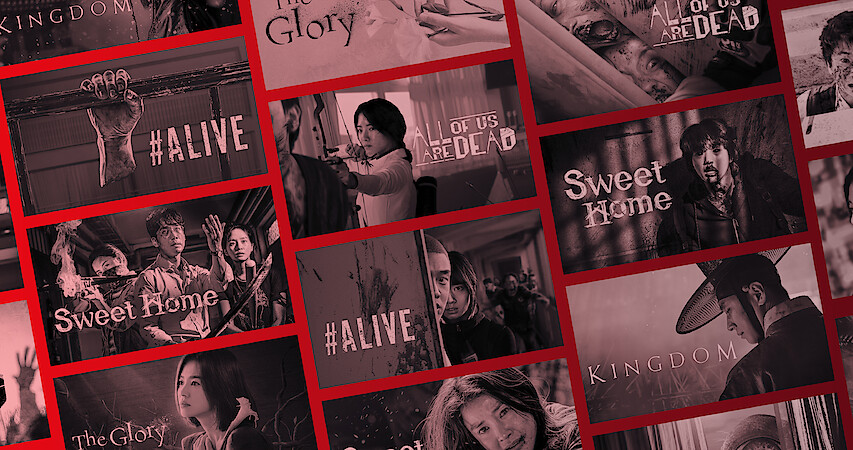 KINGDOM
The
Glory
ALL OF US
ARE DEAD
#ALIVE
ALL OF US
ARE DEAD
Sweet
Home
Sweet Home
#ALIVE
KINGDOM
The Glory
Sweet